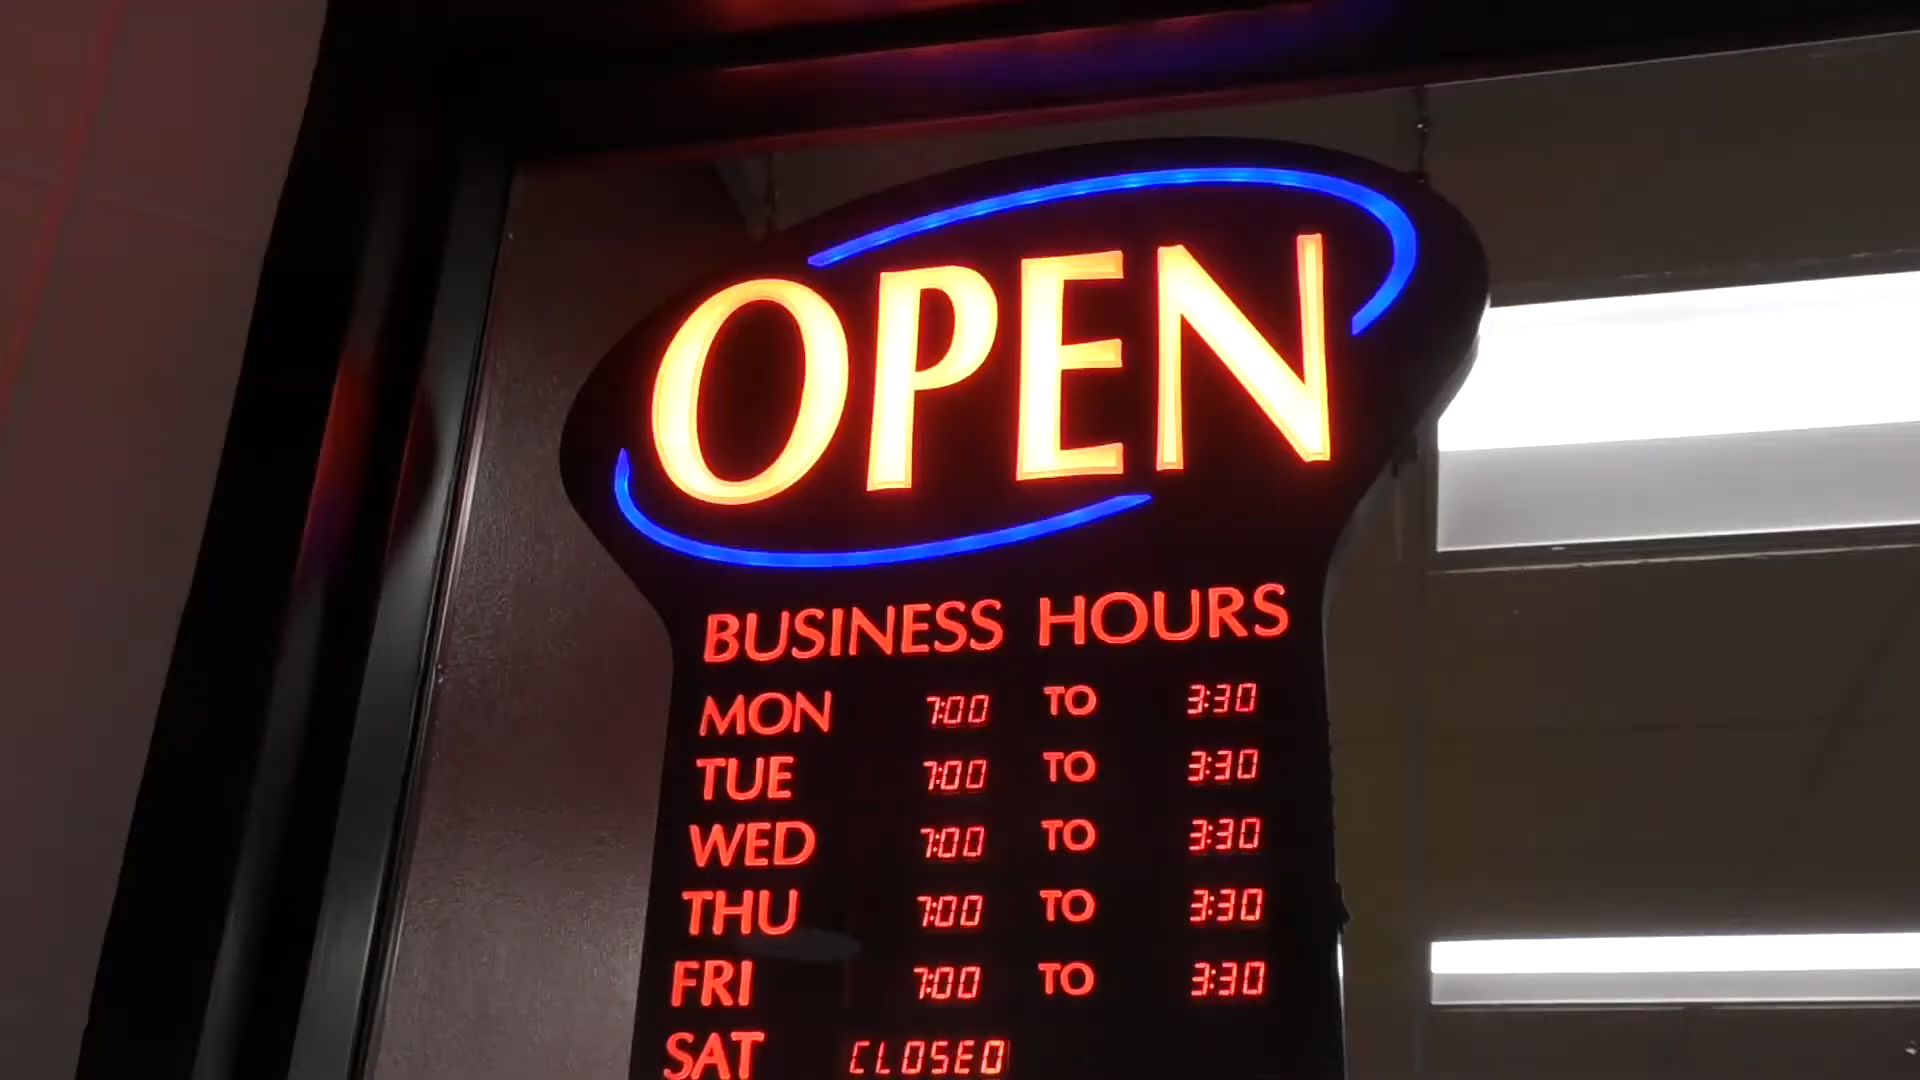 OPEN
BUSINESS HOURS
MON 7:00 TO 3:30
TUE 7:00 TO 3:30
WED 7:00 TO 3:30
THU 7:00 TO 3:30
FRI 7:00 TO 3:30
SAT CLOSED